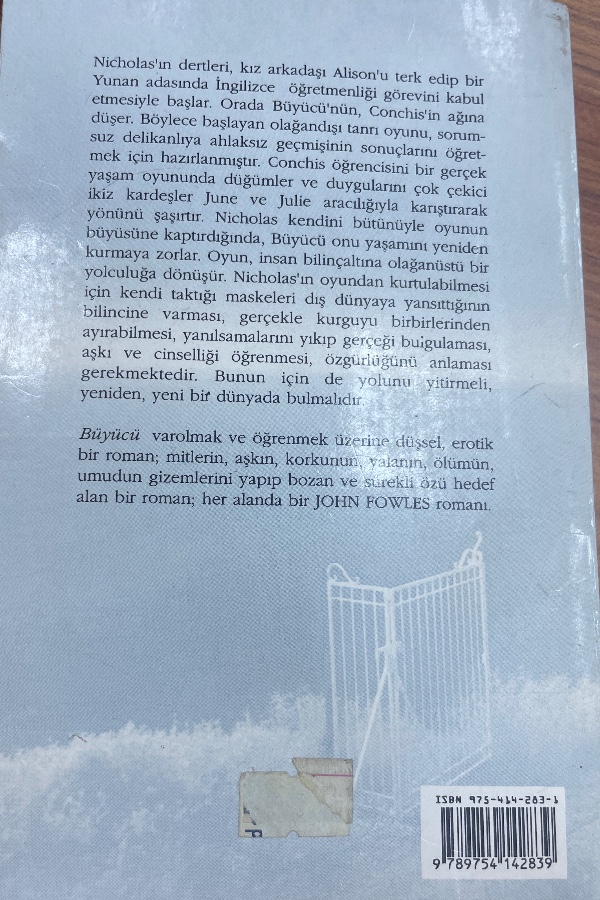 Nicholas'ın dertleri, kız arkadaşı Alison'u terk edip bir
Yunan adasında İngilizce öğretmenliği görevini kabul
etmesiyle başlar. Orada Büyücü'nün, Conchis'in ağına
düşer. Böylece başlayan olağandışı tanrı oyunu, sorum-
suz delikanlıya ahlaksız geçmişinin sonuçlarını öğret-
mek için hazırlanmıştır. Conchis öğrencisini bir gerçek
yaşam oyununda düğümler ve duygularını çok çekici
ikiz kardeşler June ve Julie aracılığıyla karıştırarak
yönünü şaşırtır. Nicholas kendini bütünüyle oyunun
büyüsüne kaptırdığında, Büyücü onu yaşamını yeniden
kurmaya zorlar. Oyun, insan bilinçaltına olağanüstü bir
yolculuğa dönüşür. Nicholas'ın oyundan kurtulabilmesi
için kendi taktığı maskeleri dış dünyaya yansıttığının
bilincine varması, gerçekle kurguyu birbirlerinden
ayırabilmesi, yanılsamalarını yıkıp gerçeği buigulaması,
aşkı ve cinselliği öğrenmesi, özgürlüğünü anlaması
gerekmektedir. Bunun için de yolunu yitirmeli,
yeniden, yeni bir dünyada bulmalıdır.
Büyücü varolmak ve öğrenmek üzerine düşsel, erotik
bir roman; mitlerin, aşkın, korkunun, yalanın, ölümün,
umudun gizemlerini yapıp bozan ve sürekli özü hedef
alan bir roman; her alanda bir JOHN FOWLES romanı.
ISBN 975-414-283-1
9 789754 142839